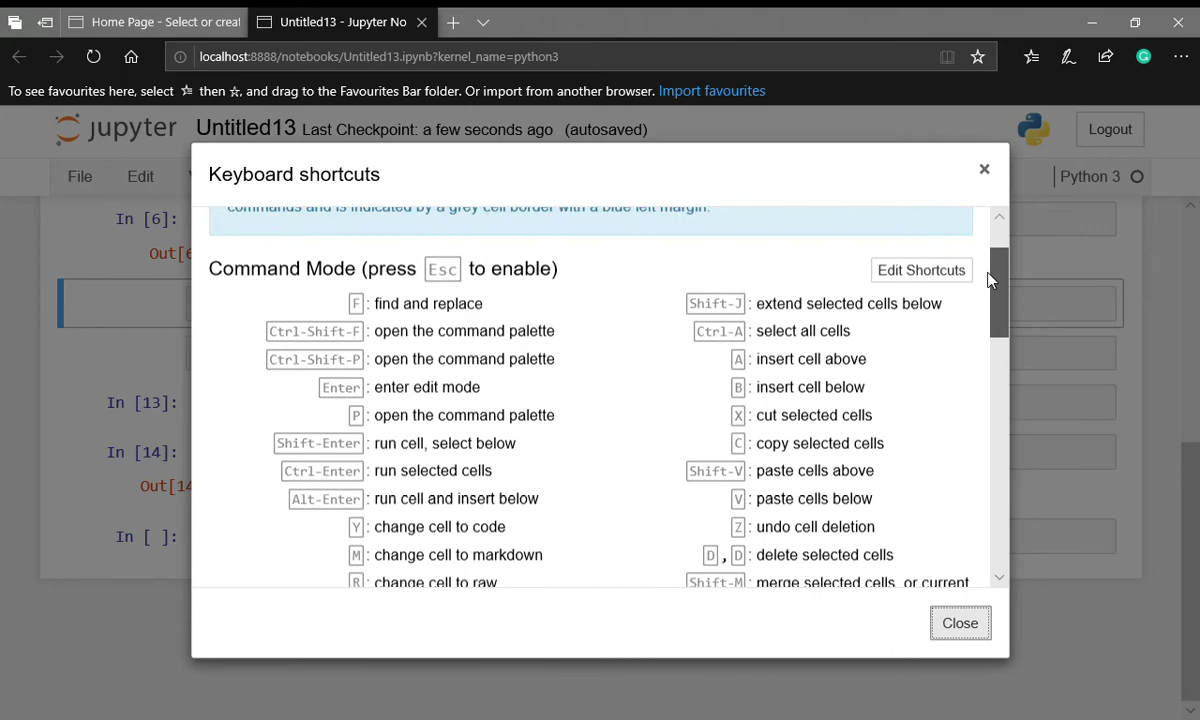 Home Page - Select or creat
Untitled13 - Jupyter No
localhost:8888/notebooks/Untitled13.ipynb?kernel_name=python3
To see favourites here, select then ☆, and drag to the Favourites Bar folder. Or import from another browser. Import favourites
jupyter Untitled13 Last Checkpoint: a few seconds ago (autosaved)
Logout
File Edit
Python 3
Keyboard shortcuts
×
commands and is indicated by a grey cell border with a blue left margin.
In [6]:
Out[6
In [13]:
In [14]:
Out[14
In [ ]:
Command Mode (press Esc to enable)
Edit Shortcuts
F : find and replace
Ctrl-Shift-F : open the command palette
Ctrl-Shift-P : open the command palette
Enter : enter edit mode
P : open the command palette
Shift-Enter : run cell, select below
Ctrl-Enter : run selected cells
Alt-Enter : run cell and insert below
Y : change cell to code
M : change cell to markdown
R : change cell to raw
Shift-J : extend selected cells below
Ctrl-A : select all cells
A : insert cell above
B : insert cell below
X : cut selected cells
C : copy selected cells
Shift-V : paste cells above
V : paste cells below
Z : undo cell deletion
D , D : delete selected cells
Shift-M : merge selected cells, or current
Close